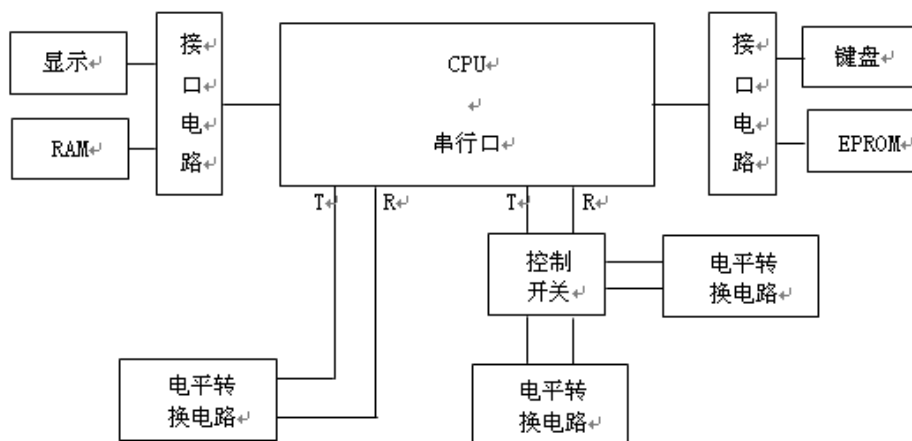 显示↵
RAM↵
接↵
口↵
电↵
路↵
CPU↵
↵
串行口↵
接↵
口↵
电↵
路↵
键盘↵
EPROM↵
T↵
R↵
T↵
R↵
控制
开关↵
电平转
换电路↵
电平转
换电路↵
电平转
换电路↵